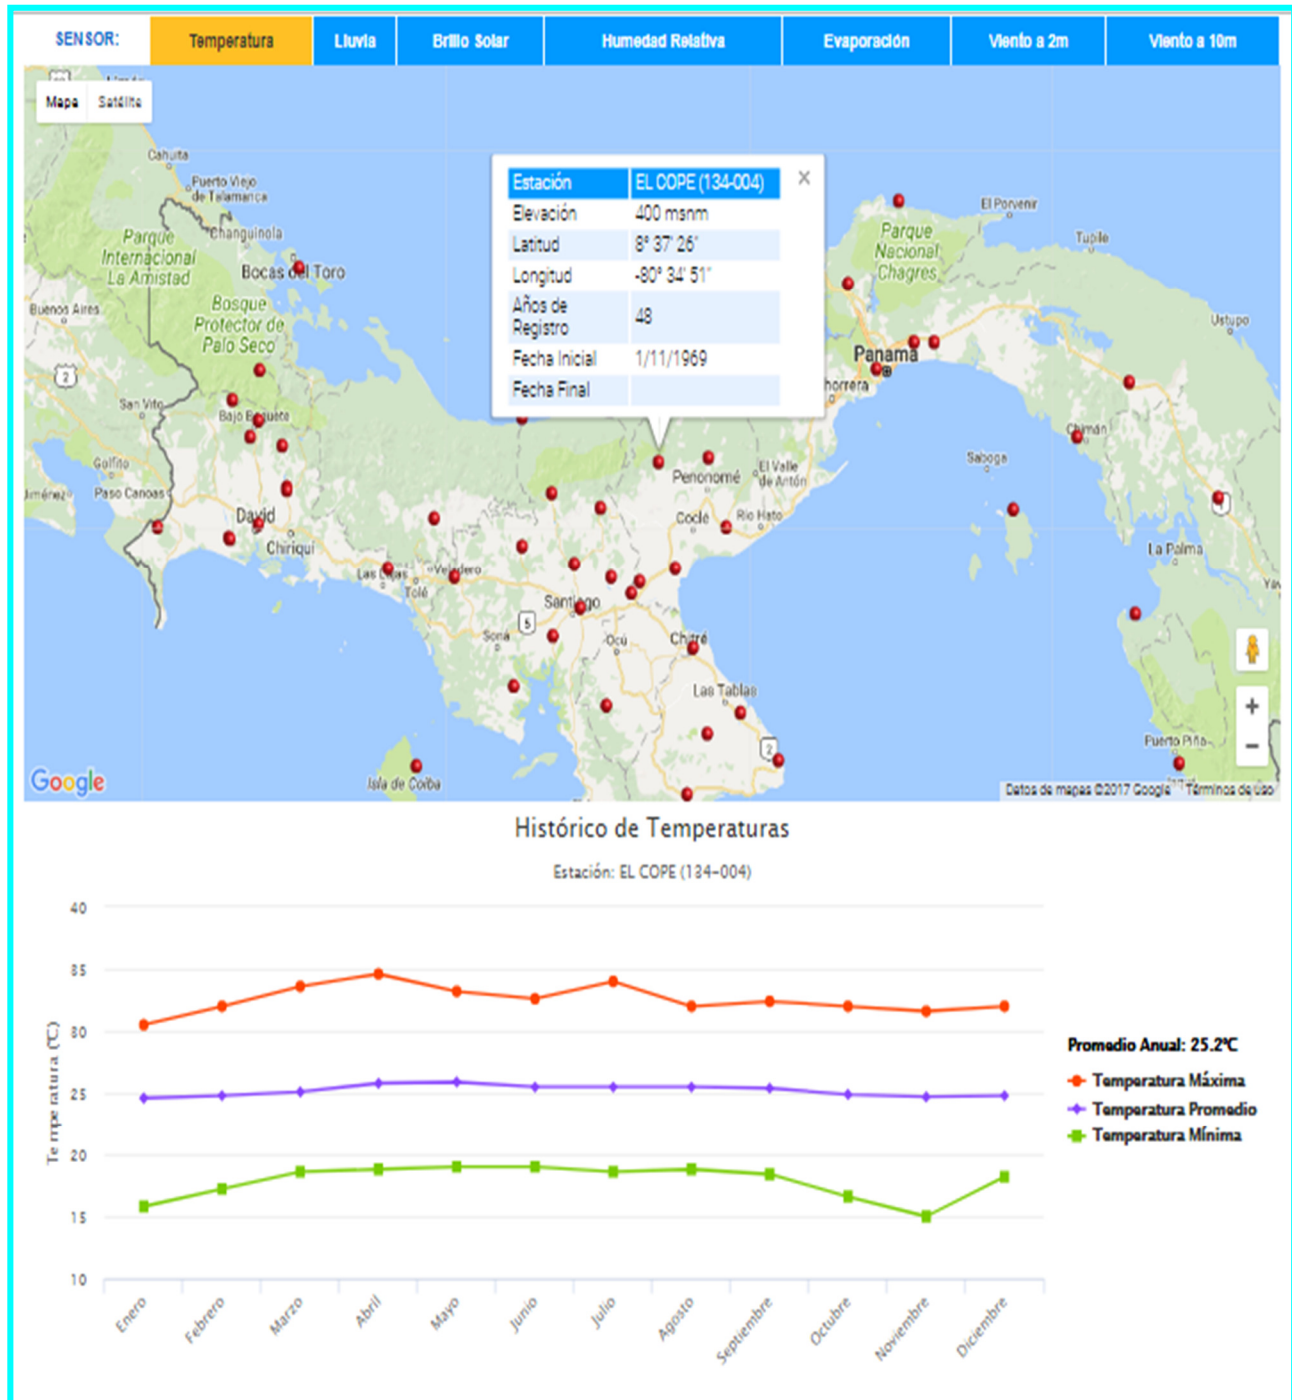 SENSOR: Temperatura Lluvia Brillo Solar Humedad Relativa Evaporación Viento a 2m Viento a 10m
Mapa Satélite
Cahuita
Puerto Viejo
de Talamanca
Changuinola
Parque
Internacional
La Amistad
Bocas del Toro
Bosque
Protector de
Palo Seco
Buenos Aires
2
San Vito
Bajo Boquete
Golfito
Jiménez
Paso Canoas
David
Chiriquí
Las Lajas
Tolé
Veladero
Santiago
5
Soná
Ocú
Chitré
Las Tablas
2
Isla de Coiba
Estación EL COPE (134-004)
Elevación 400 msnm
Latitud 8° 37' 26"
Longitud -80° 34' 51"
Años de
Registro 48
Fecha Inicial 1/11/1969
Fecha Final
Penonomé
El Valle
de Antón
Coclé
Rio Hato
horrera
Panamá
Parque
Nacional
Chagres
El Porvenir
Tupile
Ustupo
Chimán
Saboga
La Palma
Puerto Piña
Google
Datos de mapas ©2017 Google Términos de uso
Histórico de Temperaturas
Estación: EL COPE (134-004)
Temperatura (°C)
40
35
30
25
20
15
10
Enero Febrero Marzo Abril Mayo Junio Julio Agosto Septiembre Octubre Noviembre Diciembre
Promedio Anual: 25.2°C
Temperatura Máxima
Temperatura Promedio
Temperatura Mínima